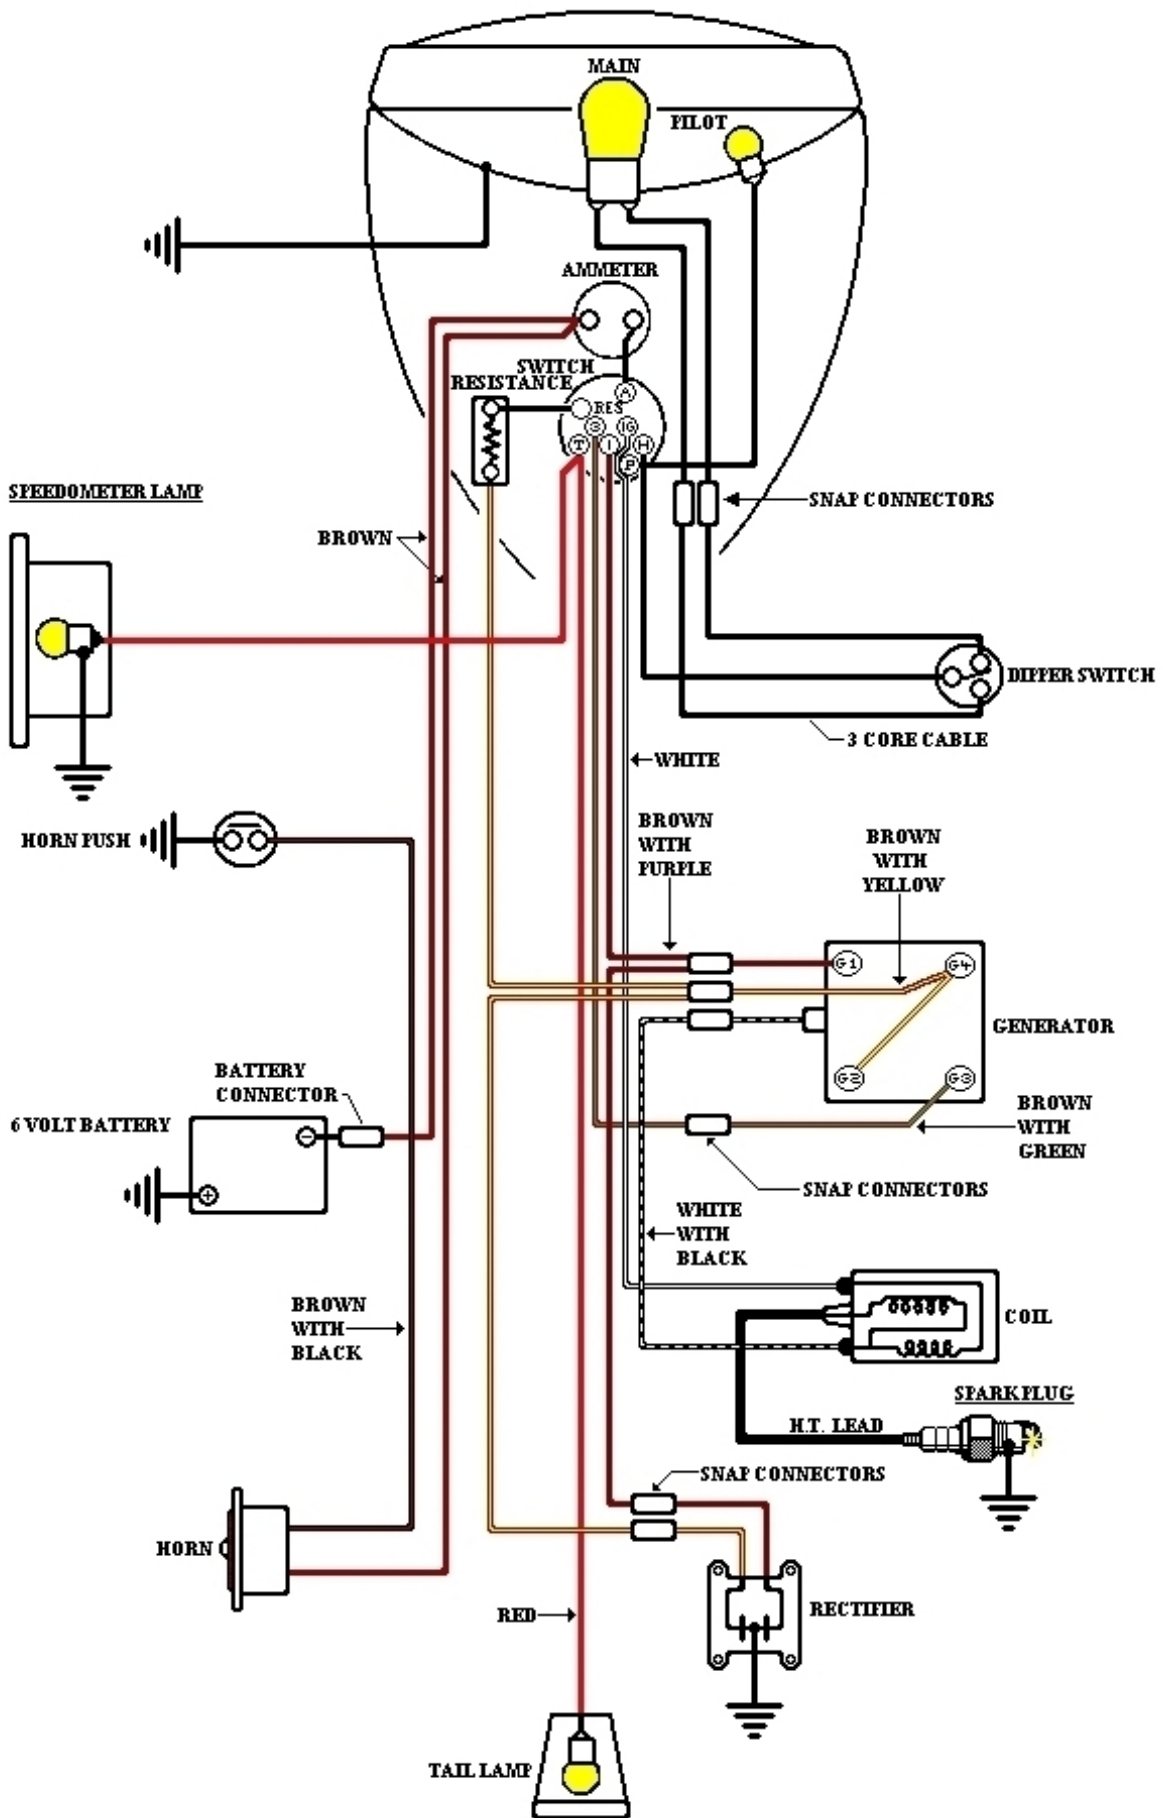 MAIN
PILOT
AMMETER
SWITCH
RESISTANCE
A
RES
G
IG
T
I
H
P
SPEEDOMETER LAMP
SNAP CONNECTORS
BROWN
DIPPER SWITCH
3 CORE CABLE
WHITE
HORN PUSH
BROWN
WITH
PURPLE
BROWN
WITH
YELLOW
G1
G4
GENERATOR
G2
G3
BATTERY
CONNECTOR
6 VOLT BATTERY
BROWN
WITH
GREEN
SNAP CONNECTORS
WHITE
WITH
BLACK
BROWN
WITH
BLACK
COIL
SPARK PLUG
H.T. LEAD
SNAP CONNECTORS
HORN
RED
RECTIFIER
TAIL LAMP